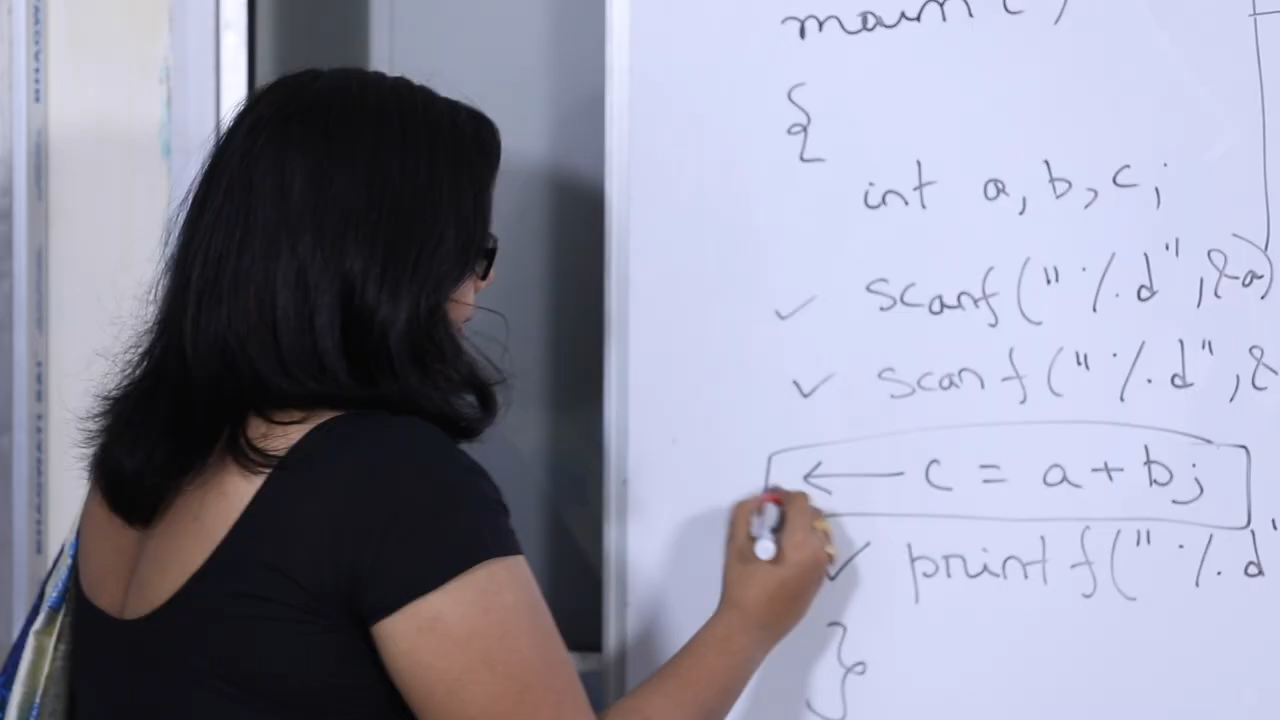 main()
{
int a, b, c;
✓ scanf("%d", &a)
✓ scanf("%d", &
← c = a + b;
✓ printf("%d"
}